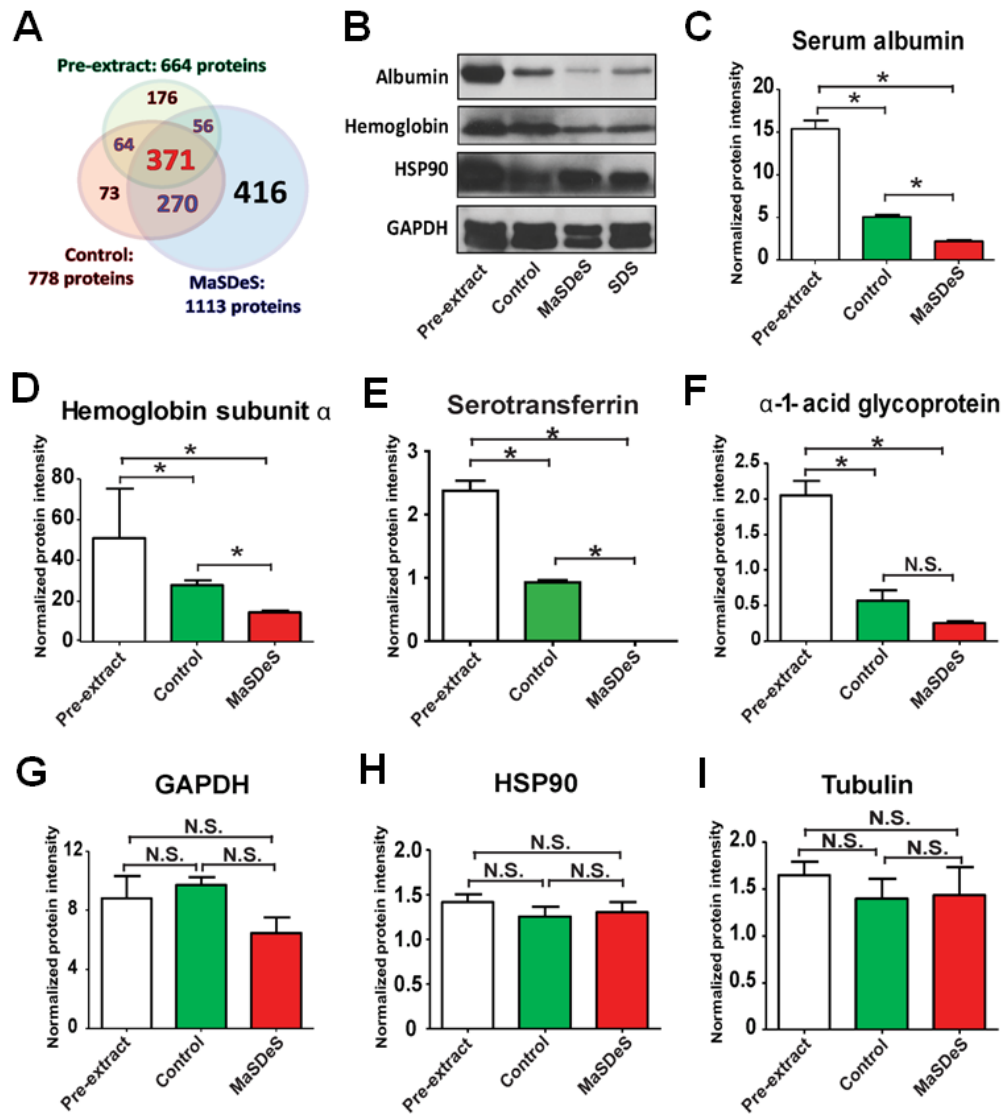 A
Pre-extract: 664 proteins
176
56
64
371
73
270
416
Control:
778 proteins
MaSDeS:
1113 proteins
B
Albumin
Hemoglobin
HSP90
GAPDH
Pre-extract
Control
MaSDeS
SDS
C
Serum albumin
Normalized protein intensity
20
15
10
5
0
*
*
*
Pre-extract
Control
MaSDeS
D
Hemoglobin subunit α
Normalized protein intensity
80
60
40
20
0
*
*
*
Pre-extract
Control
MaSDeS
E
Serotransferrin
Normalized protein intensity
3
2
1
0
*
*
*
Pre-extract
Control
MaSDeS
F
α-1-acid glycoprotein
Normalized protein intensity
2.5
2.0
1.5
1.0
0.5
0
*
*
N.S.
Pre-extract
Control
MaSDeS
G
GAPDH
Normalized protein intensity
12
8
4
0
N.S.
N.S.
N.S.
Pre-extract
Control
MaSDeS
H
HSP90
Normalized protein intensity
2.0
1.5
1.0
0.5
0
N.S.
N.S.
N.S.
Pre-extract
Control
MaSDeS
I
Tubulin
Normalized protein intensity
2.0
1.5
1.0
0.5
0
N.S.
N.S.
N.S.
Pre-extract
Control
MaSDeS